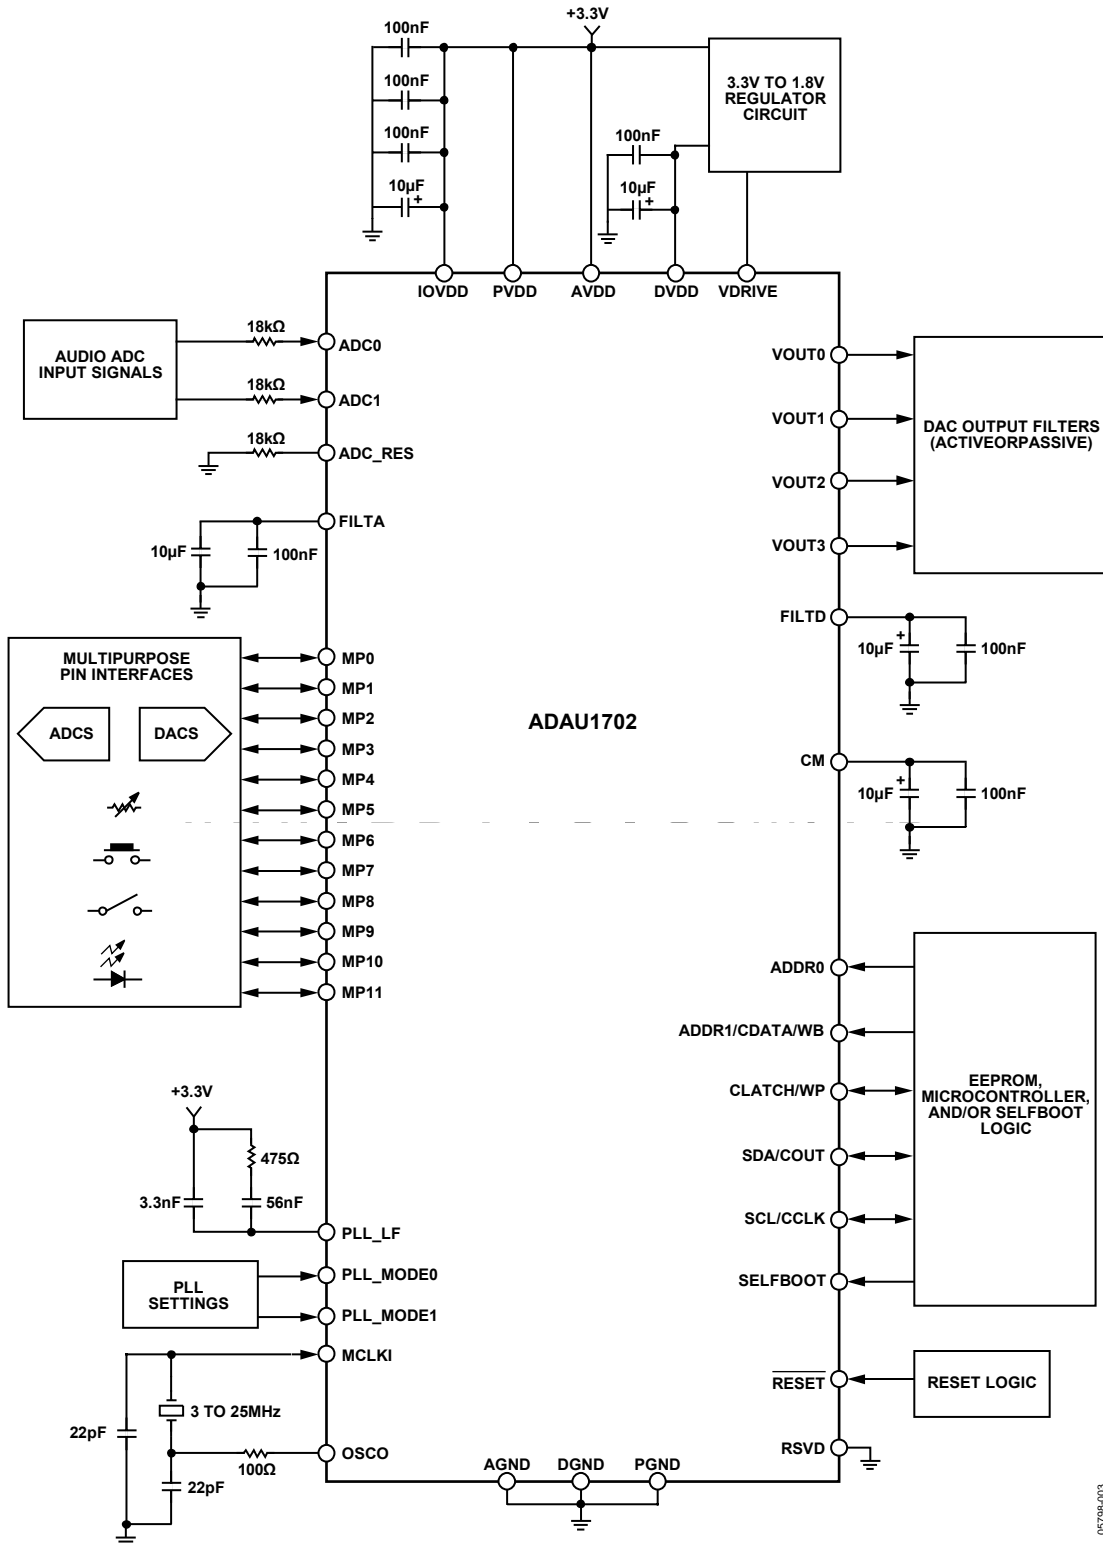 +3.3V
100nF
100nF
100nF
10µF
+
3.3V TO 1.8V
REGULATOR
CIRCUIT
100nF
10µF
+
IOVDD
PVDD
AVDD
DVDD
VDRIVE
AUDIO ADC
INPUT SIGNALS
18kΩ
ADC0
18kΩ
ADC1
18kΩ
ADC_RES
FILTA
10µF
100nF
MULTIPURPOSE
PIN INTERFACES
ADCS
DACS
MP0
MP1
MP2
MP3
MP4
MP5
MP6
MP7
MP8
MP9
MP10
MP11
+3.3V
475Ω
3.3nF
56nF
PLL_LF
PLL
SETTINGS
PLL_MODE0
PLL_MODE1
MCLKI
3 TO 25MHz
22pF
OSCO
100Ω
22pF
ADAU1702
AGND
DGND
PGND
VOUT0
VOUT1
VOUT2
VOUT3
DAC OUTPUT FILTERS
(ACTIVEORPASSIVE)
FILTD
+
10µF
100nF
CM
+
10µF
100nF
ADDR0
ADDR1/CDATA/WB
CLATCH/WP
SDA/COUT
SCL/CCLK
SELFBOOT
EEPROM,
MICROCONTROLLER,
AND/OR SELFBOOT
LOGIC
RESET
RESET LOGIC
RSVD
05798-003